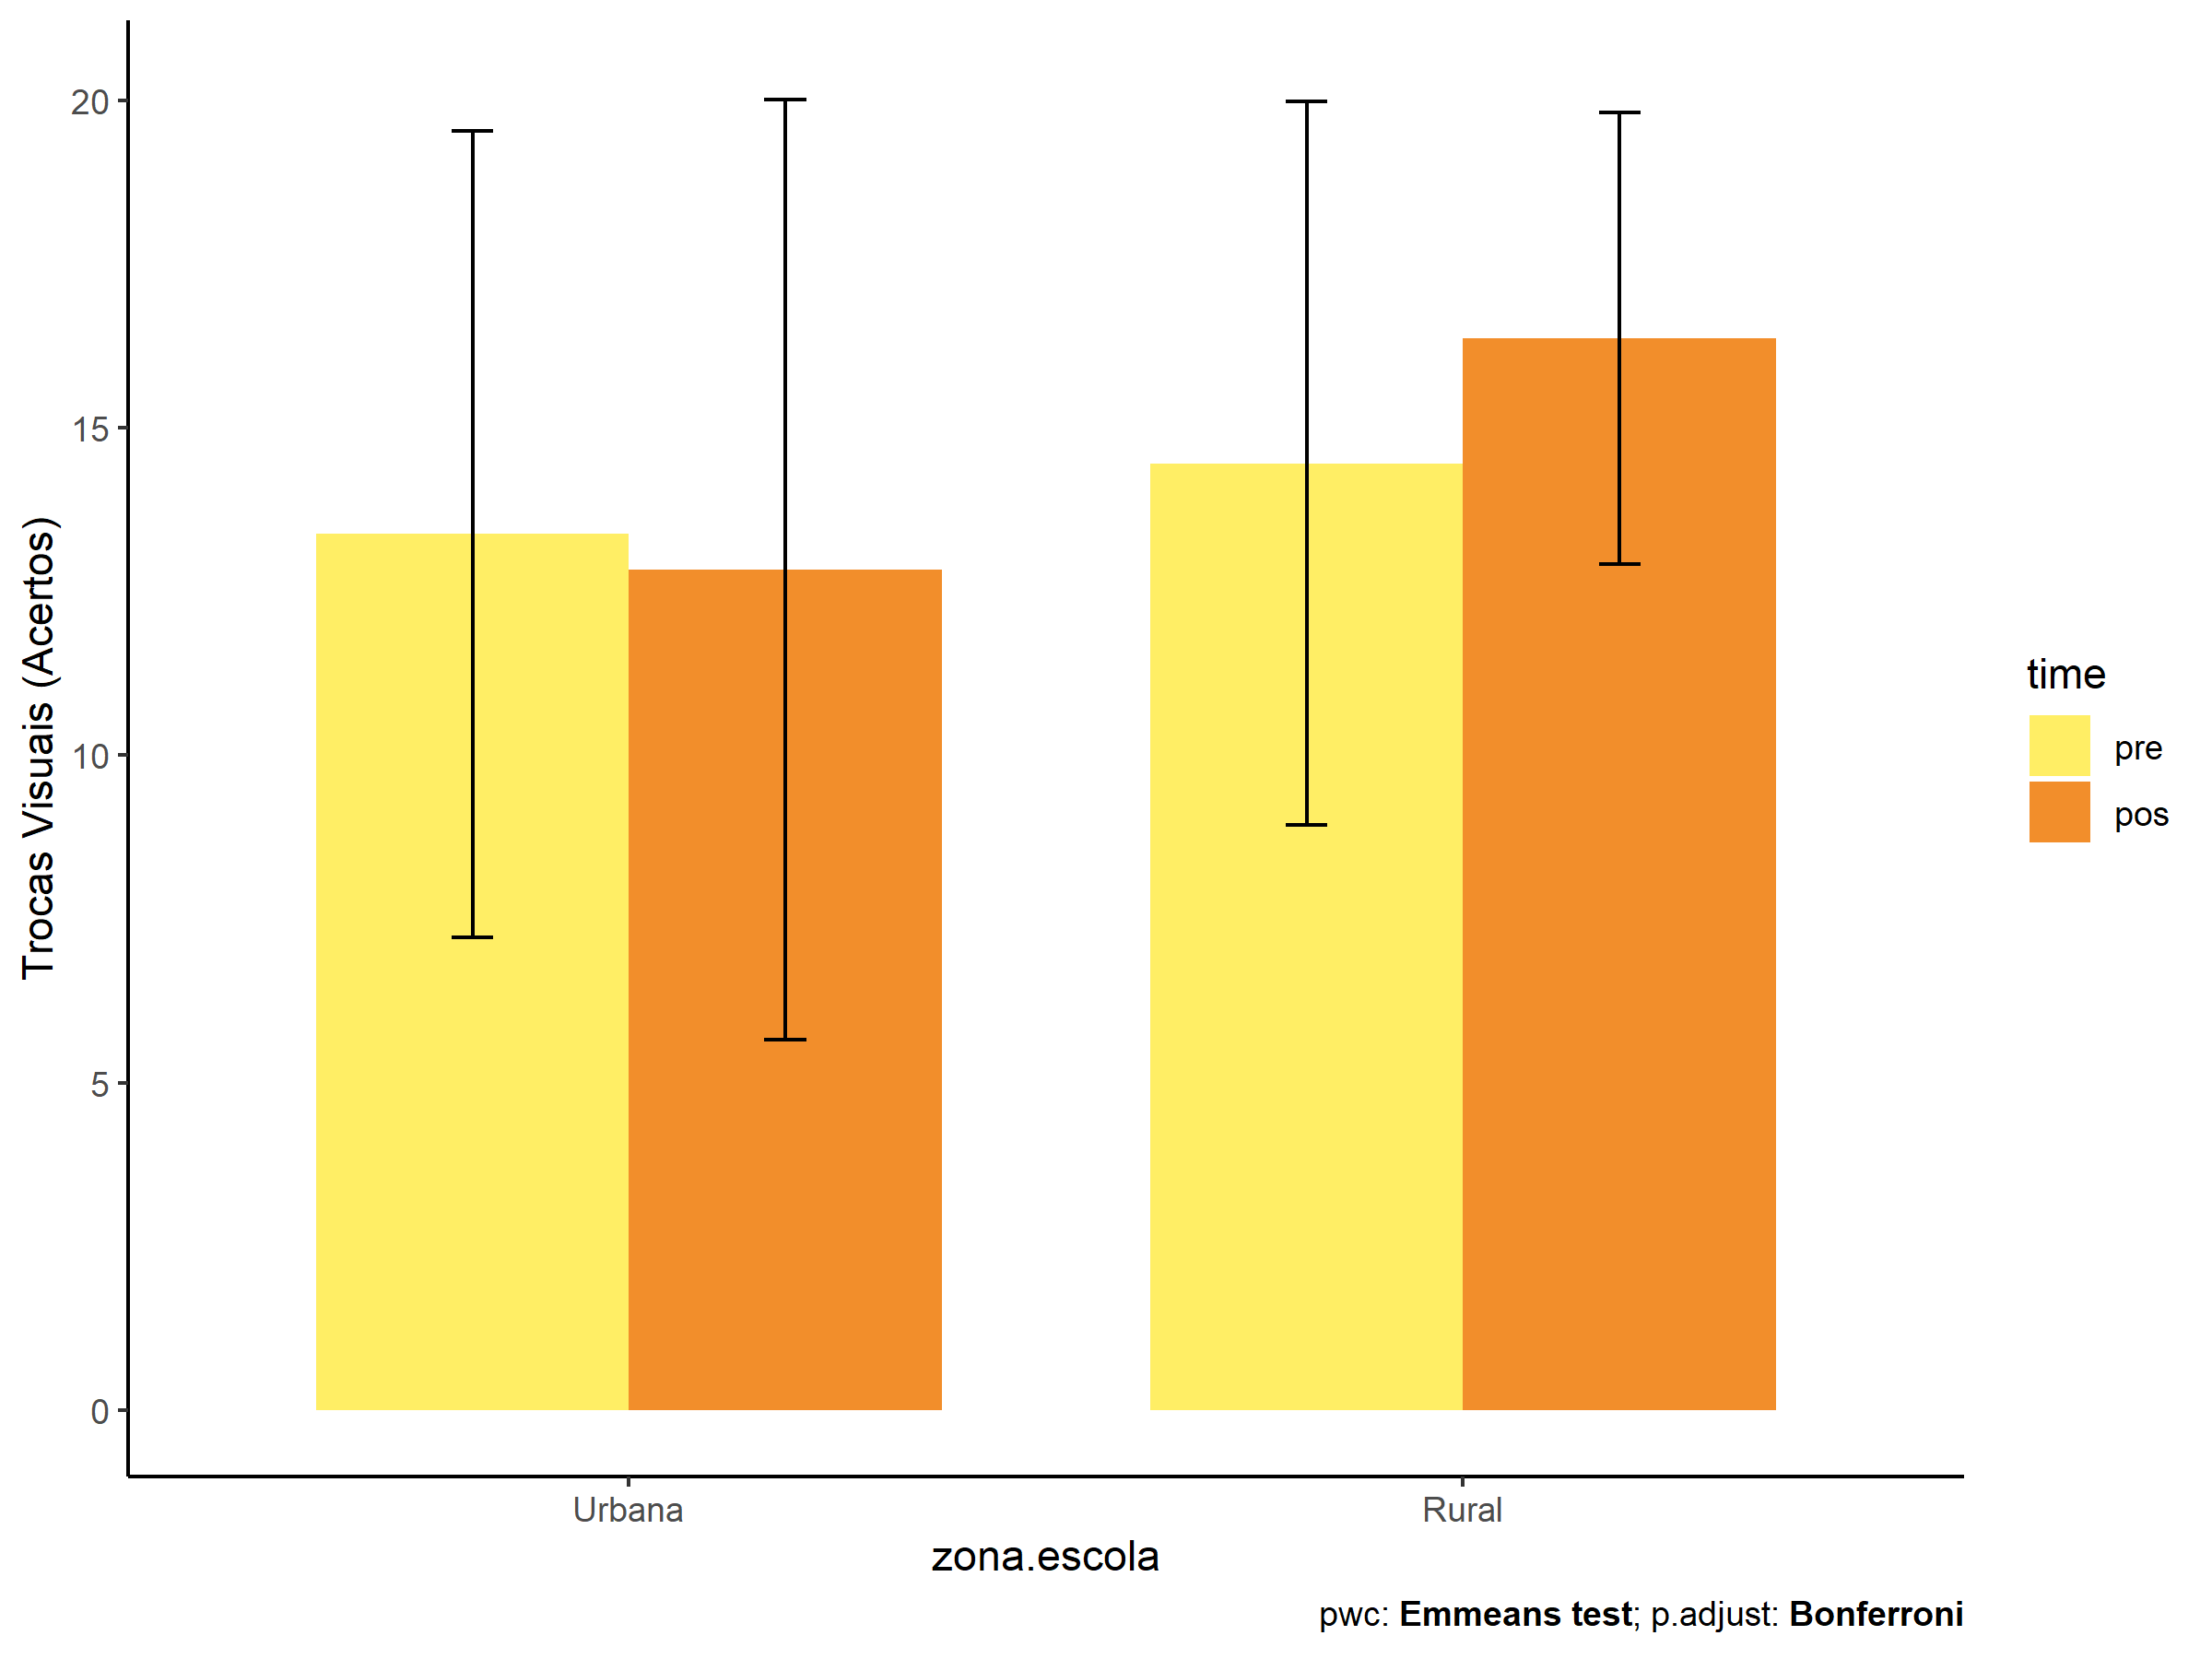 Trocas Visuais (Acertos)
20
15
10
5
0
Urbana
Rural
zona.escola
time
pre
pos
pwc: Emmeans test; p.adjust: Bonferroni